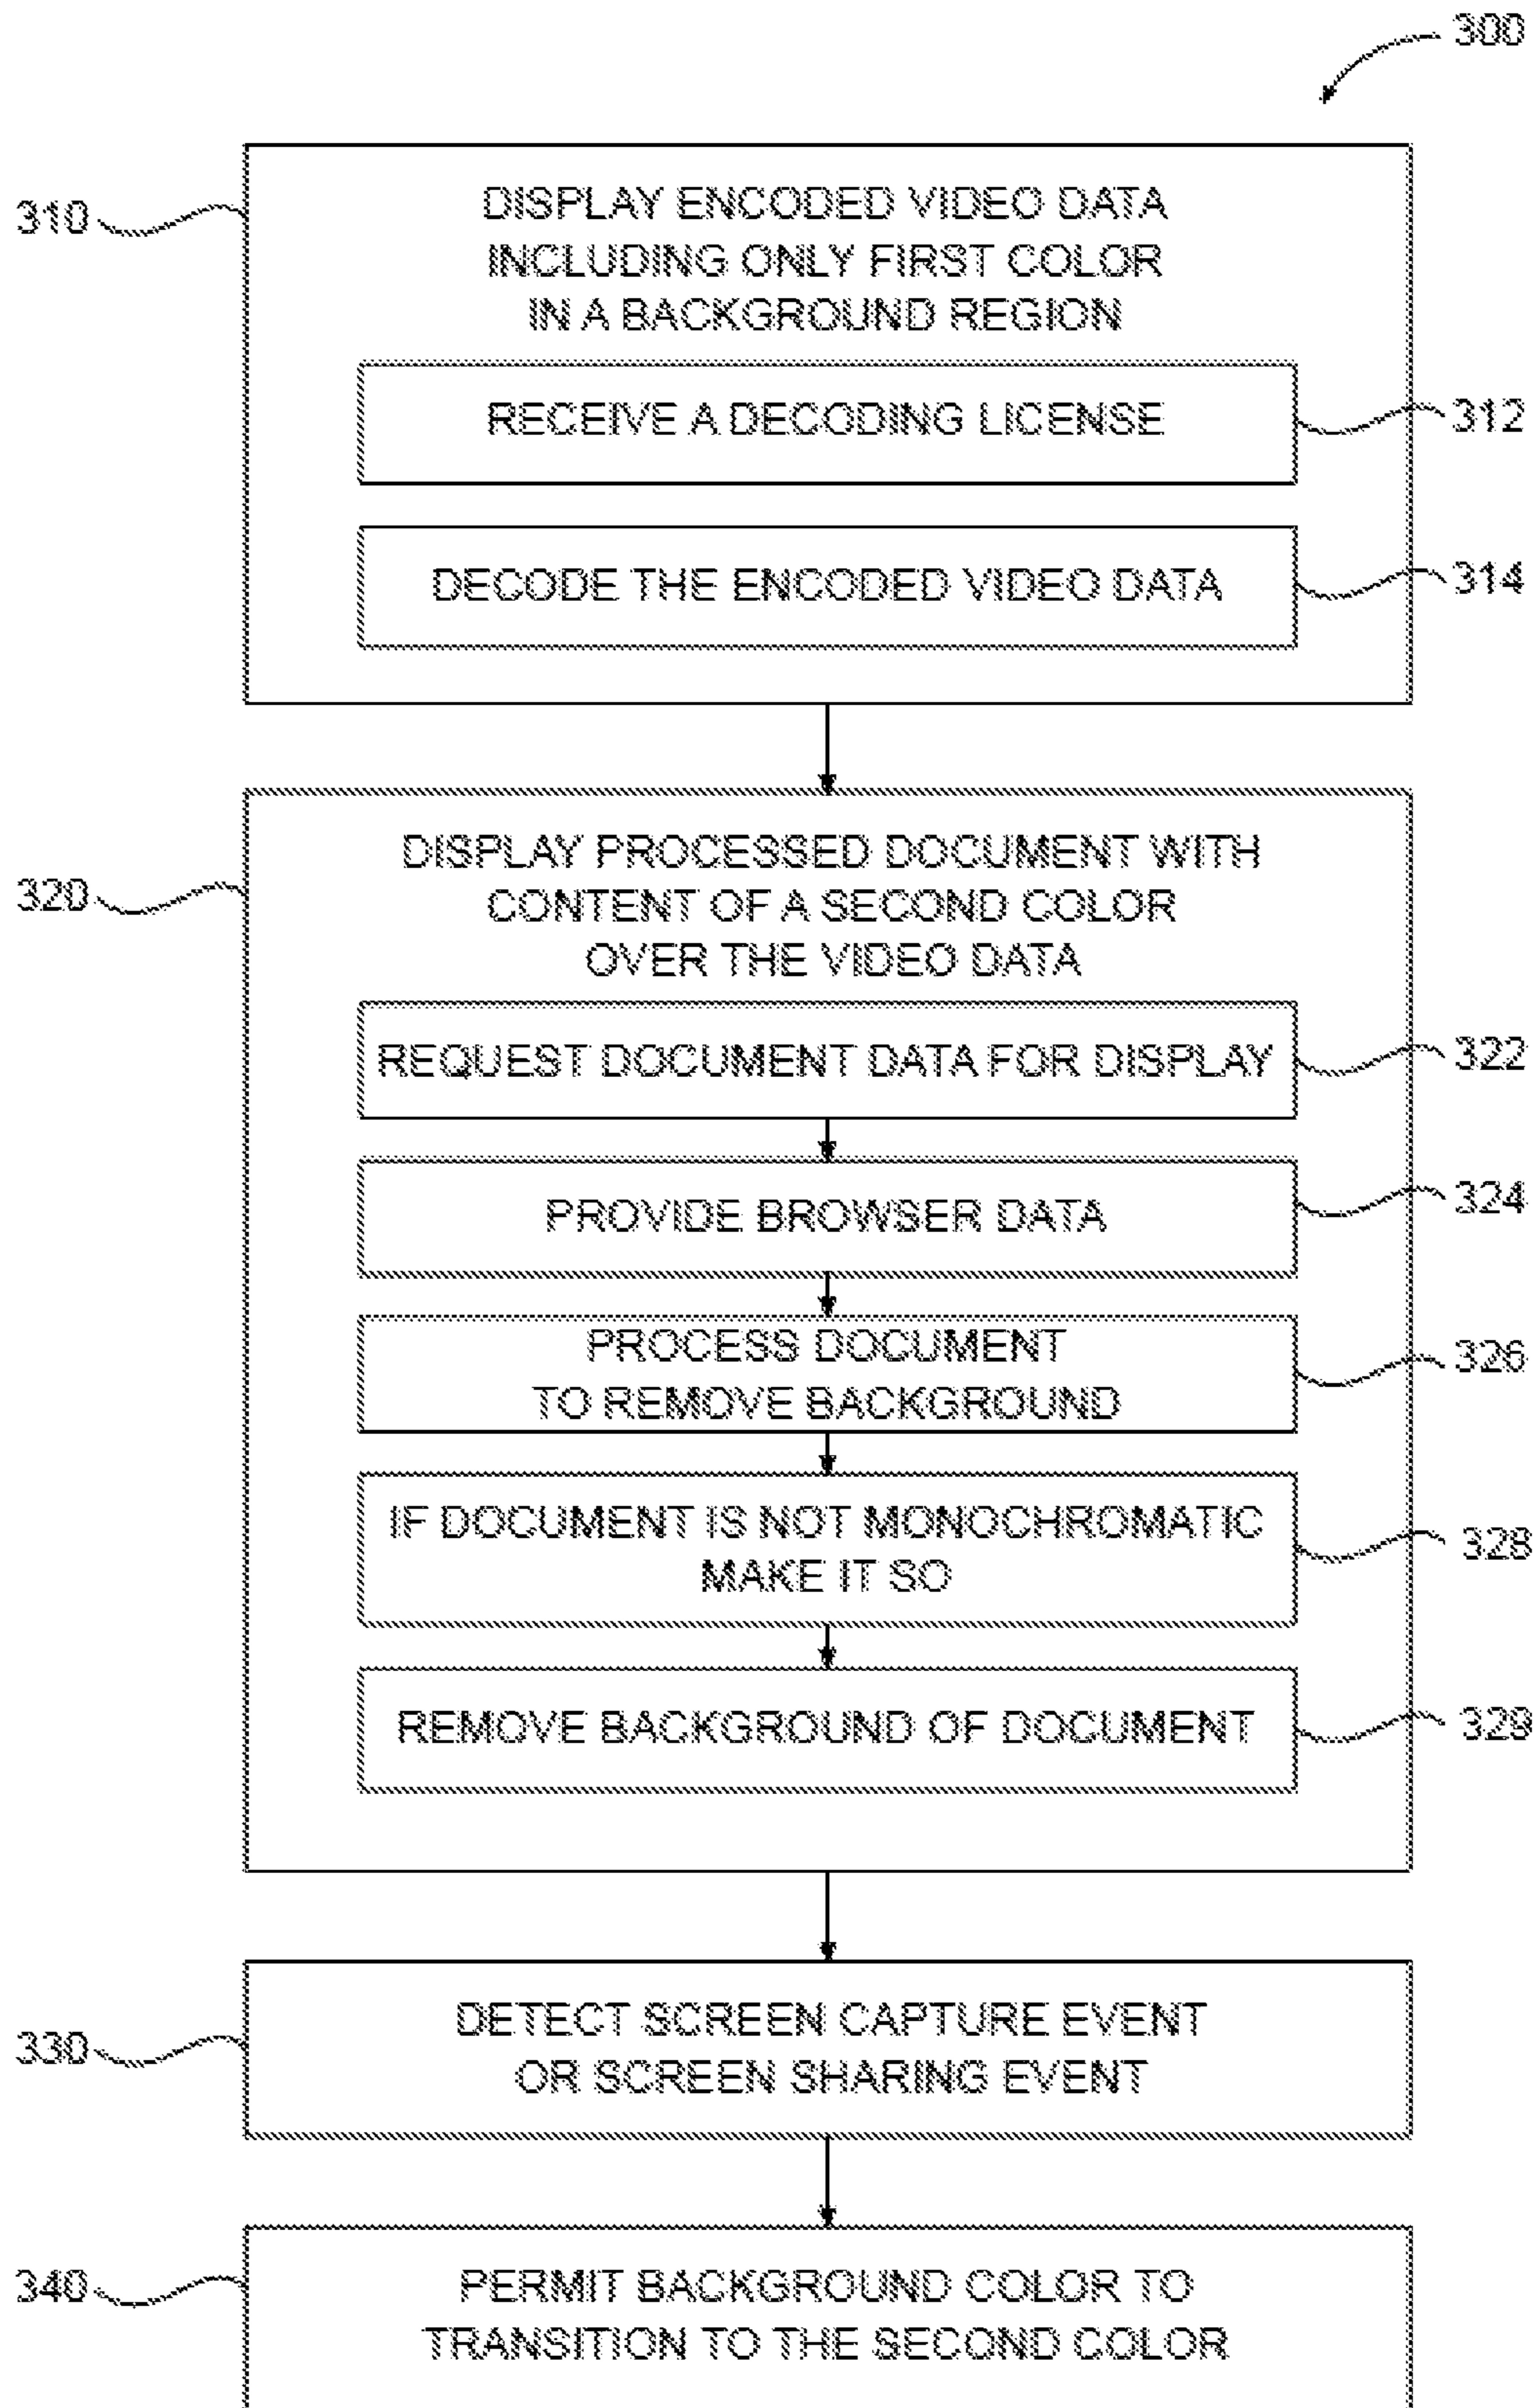 300
310
DISPLAY ENCODED VIDEO DATA
INCLUDING ONLY FIRST COLOR
IN A BACKGROUND REGION
RECEIVE A DECODING LICENSE
312
DECODE THE ENCODED VIDEO DATA
314
320
DISPLAY PROCESSED DOCUMENT WITH
CONTENT OF A SECOND COLOR
OVER THE VIDEO DATA
REQUEST DOCUMENT DATA FOR DISPLAY
322
PROVIDE BROWSER DATA
324
PROCESS DOCUMENT
TO REMOVE BACKGROUND
326
IF DOCUMENT IS NOT MONOCHROMATIC
MAKE IT SO
328
REMOVE BACKGROUND OF DOCUMENT
329
330
DETECT SCREEN CAPTURE EVENT
OR SCREEN SHARING EVENT
340
PERMIT BACKGROUND COLOR TO
TRANSITION TO THE SECOND COLOR